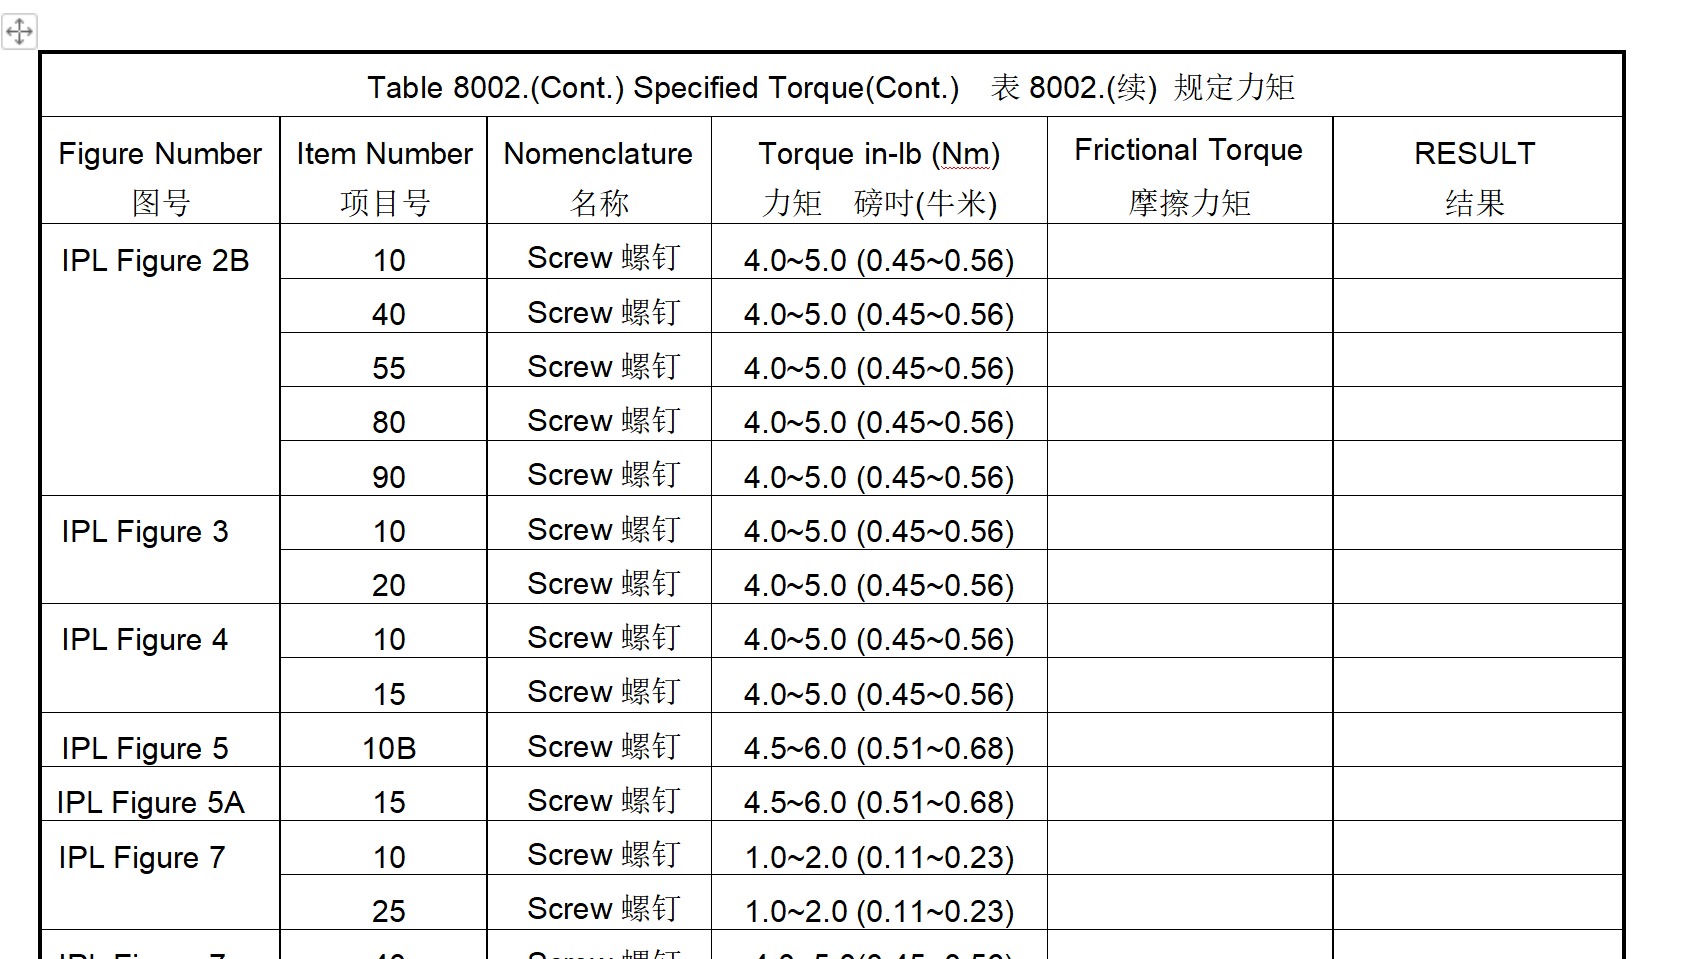 Table 8002.(Cont.) Specified Torque(Cont.) 表 8002.(续) 规定力矩
Figure Number Item Number Nomenclature Torque in-lb (Nm) Frictional Torque RESULT
图号 项目号 名称 力矩 磅吋(牛米) 摩擦力矩 结果
IPL Figure 2B 10 Screw 螺钉 4.0~5.0 (0.45~0.56)
40 Screw 螺钉 4.0~5.0 (0.45~0.56)
55 Screw 螺钉 4.0~5.0 (0.45~0.56)
80 Screw 螺钉 4.0~5.0 (0.45~0.56)
90 Screw 螺钉 4.0~5.0 (0.45~0.56)
IPL Figure 3 10 Screw 螺钉 4.0~5.0 (0.45~0.56)
20 Screw 螺钉 4.0~5.0 (0.45~0.56)
IPL Figure 4 10 Screw 螺钉 4.0~5.0 (0.45~0.56)
15 Screw 螺钉 4.0~5.0 (0.45~0.56)
IPL Figure 5 10B Screw 螺钉 4.5~6.0 (0.51~0.68)
IPL Figure 5A 15 Screw 螺钉 4.5~6.0 (0.51~0.68)
IPL Figure 7 10 Screw 螺钉 1.0~2.0 (0.11~0.23)
25 Screw 螺钉 1.0~2.0 (0.11~0.23)